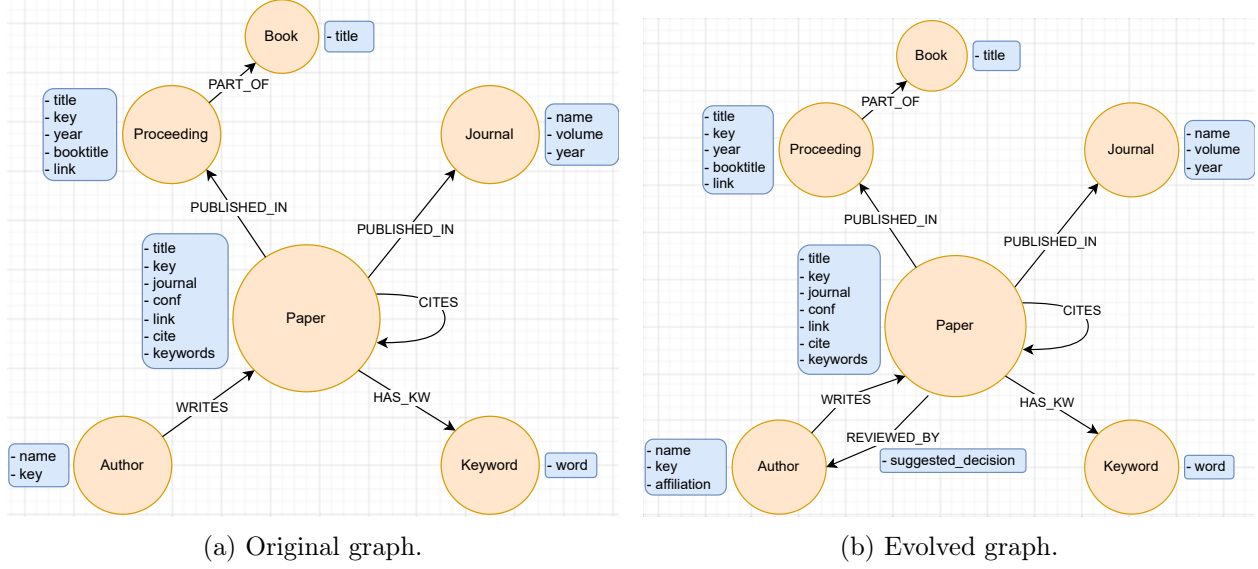 Book
- title
PART_OF
- title
- key
- year
- booktitle
- link
Proceeding
Journal
- name
- volume
- year
PUBLISHED_IN
PUBLISHED_IN
- title
- key
- journal
- conf
- link
- cite
- keywords
Paper
CITES
WRITES
HAS_KW
- name
- key
Author
Keyword
- word
(a) Original graph.
Book
- title
PART_OF
- title
- key
- year
- booktitle
- link
Proceeding
Journal
- name
- volume
- year
PUBLISHED_IN
PUBLISHED_IN
- title
- key
- journal
- conf
- link
- cite
- keywords
Paper
CITES
WRITES
HAS_KW
REVIEWED_BY
- suggested_decision
- name
- key
- affiliation
Author
Keyword
- word
(b) Evolved graph.